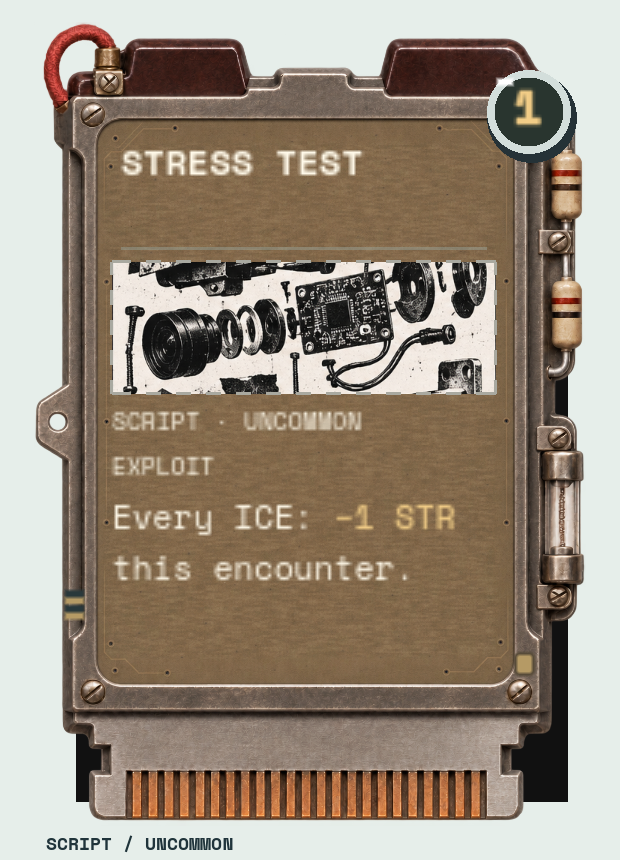 1
STRESS TEST
SCRIPT · UNCOMMON
EXPLOIT
Every ICE: -1 STR
this encounter.
SCRIPT / UNCOMMON